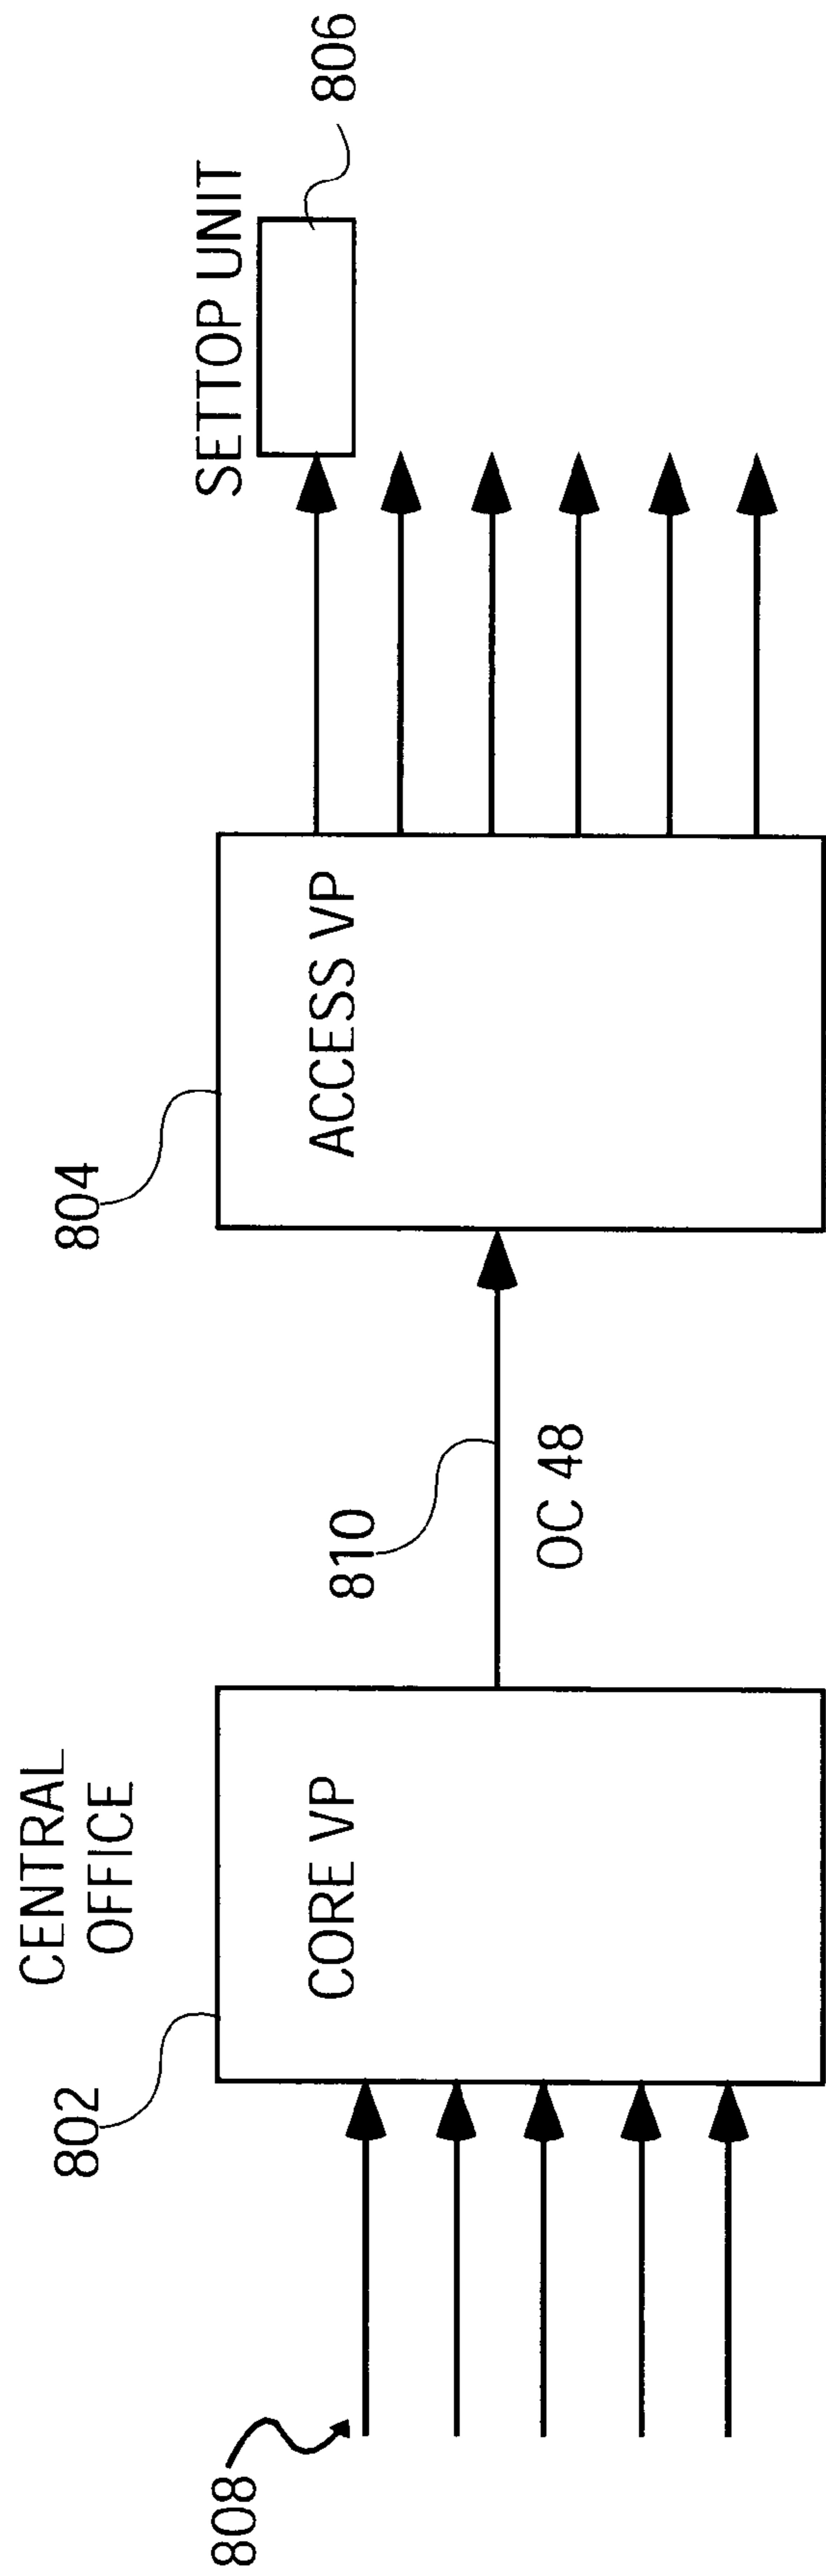 CENTRAL
OFFICE
802
CORE VP
808
810
OC 48
804
ACCESS VP
SETTOP UNIT
806